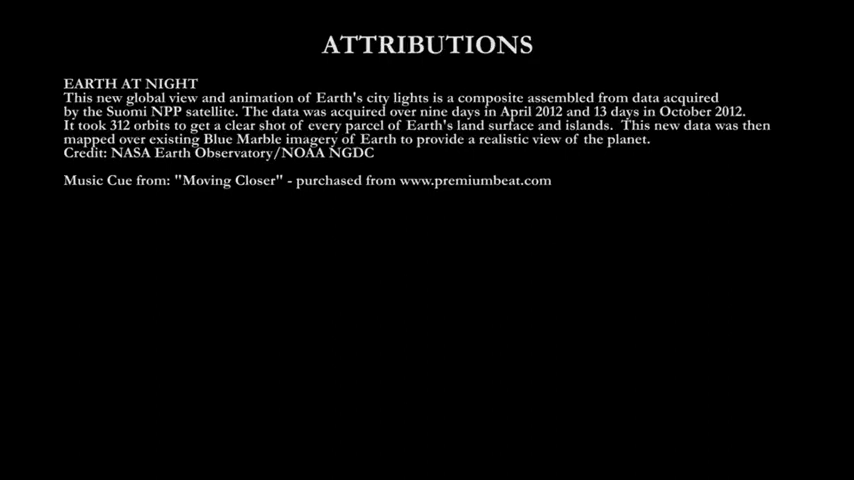 ATTRIBUTIONS
EARTH AT NIGHT
This new global view and animation of Earth's city lights is a composite assembled from data acquired
by the Suomi NPP satellite. The data was acquired over nine days in April 2012 and 13 days in October 2012.
It took 312 orbits to get a clear shot of every parcel of Earth's land surface and islands. This new data was then
mapped over existing Blue Marble imagery of Earth to provide a realistic view of the planet.
Credit: NASA Earth Observatory/NOAA NGDC
Music Cue from: "Moving Closer" - purchased from www.premiumbeat.com